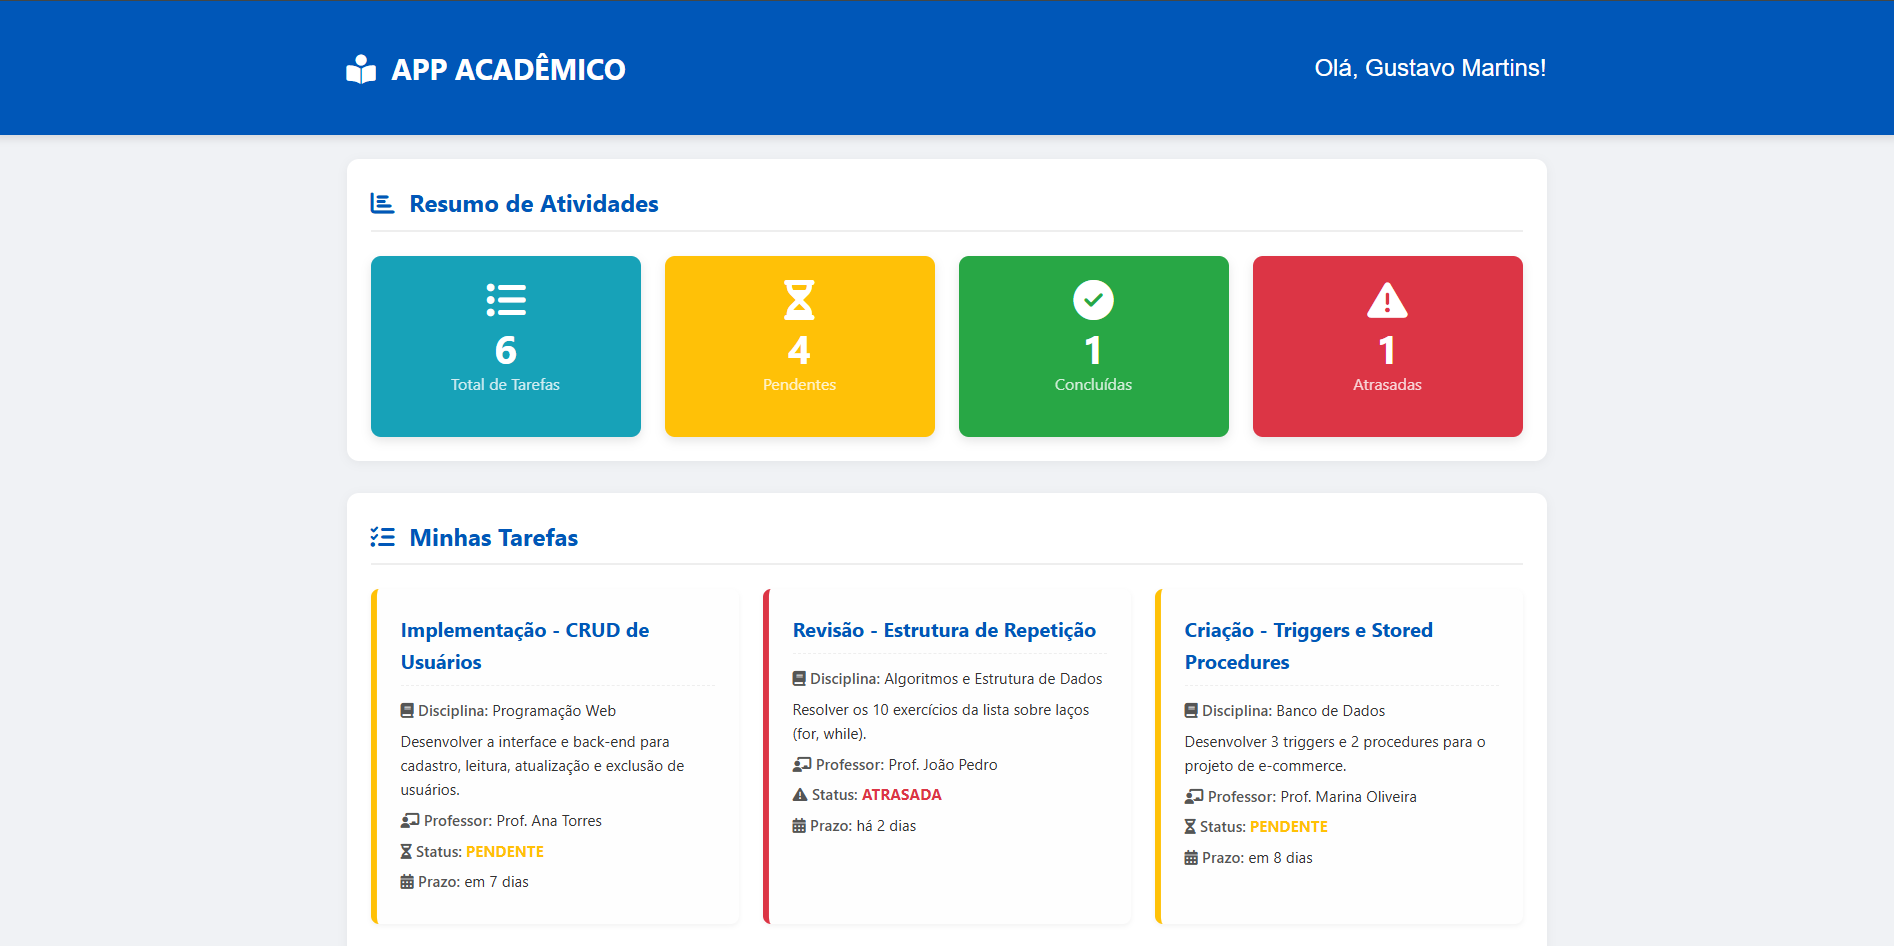 APP ACADÊMICO
Olá, Gustavo Martins!
Resumo de Atividades
6
Total de Tarefas
4
Pendentes
1
Concluídas
1
Atrasadas
Minhas Tarefas
Implementação - CRUD de
Usuários
Disciplina: Programação Web
Desenvolver a interface e back-end para
cadastro, leitura, atualização e exclusão de
usuários.
Professor: Prof. Ana Torres
Status: PENDENTE
Prazo: em 7 dias
Revisão - Estrutura de Repetição
Disciplina: Algoritmos e Estrutura de Dados
Resolver os 10 exercícios da lista sobre laços
(for, while).
Professor: Prof. João Pedro
Status: ATRASADA
Prazo: há 2 dias
Criação - Triggers e Stored
Procedures
Disciplina: Banco de Dados
Desenvolver 3 triggers e 2 procedures para o
projeto de e-commerce.
Professor: Prof. Marina Oliveira
Status: PENDENTE
Prazo: em 8 dias